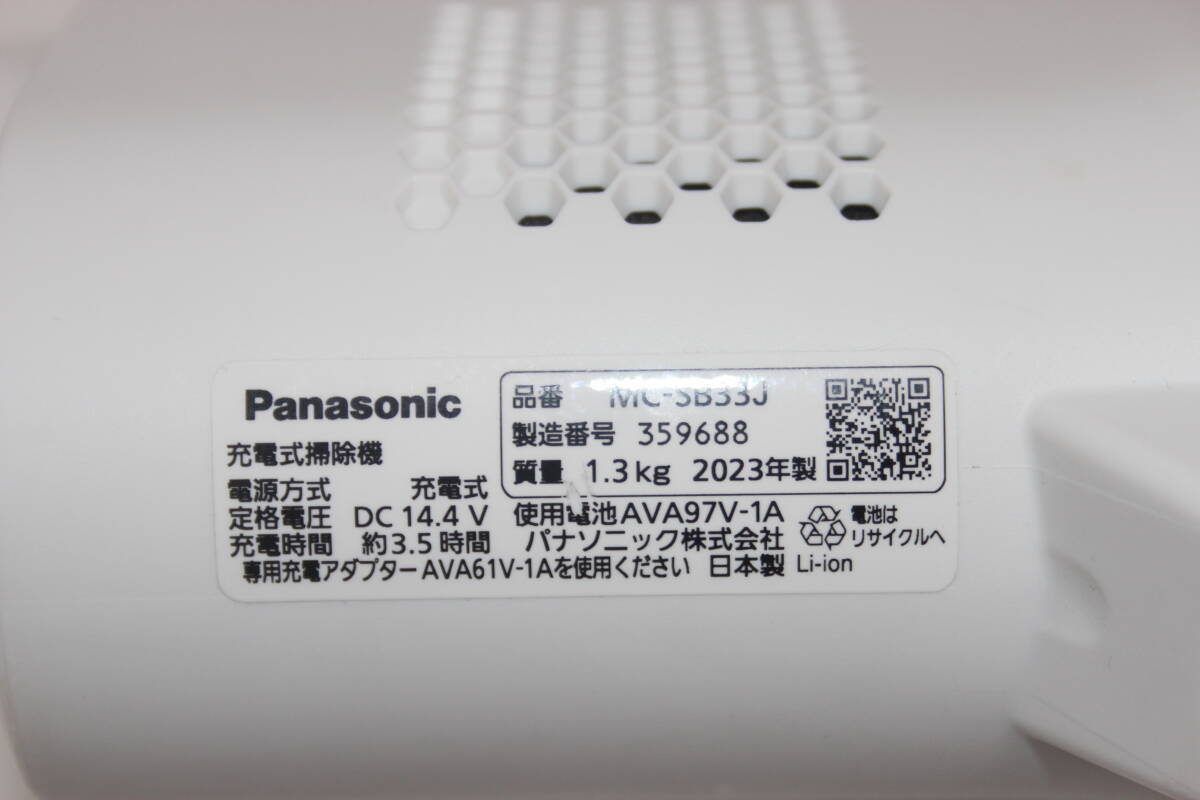 Panasonic
充電式掃除機
電源方式 充電式
定格電圧 DC 14.4 V
充電時間 約3.5時間
専用充電アダプターAVA61V-1Aを使用ください
品番 MC-SB33J
製造番号 359688
質量 1.3kg 2023年製
使用電池AVA97V-1A
パナソニック株式会社
日本製
電池は
リサイクルへ
Li-ion